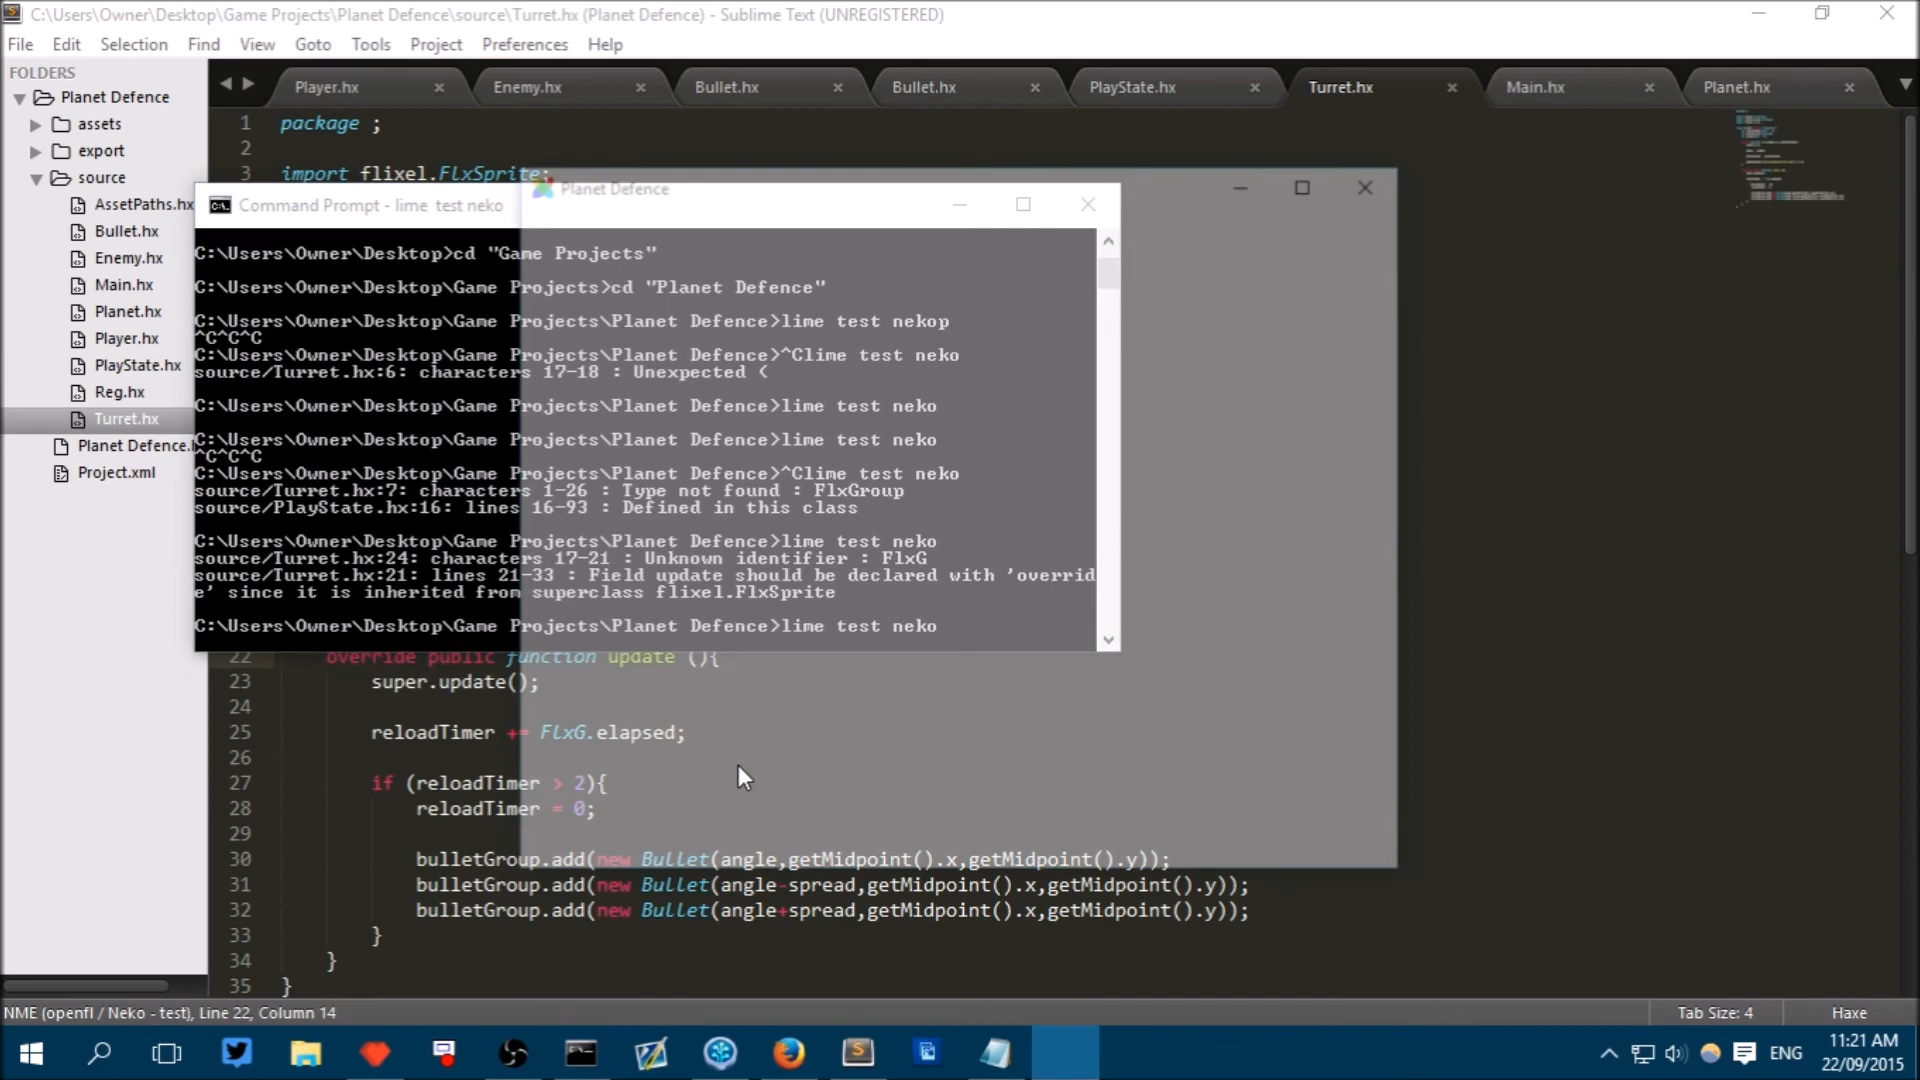 C:\Users\Owner\Desktop\Game Projects\Planet Defence\source\Turret.hx (Planet Defence) - Sublime Text (UNREGISTERED)
File Edit Selection Find View Goto Tools Project Preferences Help
FOLDERS
Planet Defence
assets
export
source
AssetPaths.hx
Bullet.hx
Enemy.hx
Main.hx
Planet.hx
Player.hx
PlayState.hx
Reg.hx
Turret.hx
Planet Defence.
Project.xml
Player.hx Enemy.hx Bullet.hx Bullet.hx PlayState.hx Turret.hx Main.hx Planet.hx
1 package ;
2
3 import flixel.FlxSprite;
Planet Defence
Command Prompt - lime test neko
C:\Users\Owner\Desktop>cd "Game Projects"
C:\Users\Owner\Desktop\Game Projects>cd "Planet Defence"
C:\Users\Owner\Desktop\Game Projects\Planet Defence>lime test nekop
^C^C^C
C:\Users\Owner\Desktop\Game Projects\Planet Defence>^Clime test neko
source/Turret.hx:6: characters 17-18 : Unexpected (
C:\Users\Owner\Desktop\Game Projects\Planet Defence>lime test neko
C:\Users\Owner\Desktop\Game Projects\Planet Defence>lime test neko
^C^C^C
C:\Users\Owner\Desktop\Game Projects\Planet Defence>^Clime test neko
source/Turret.hx:7: characters 1-26 : Type not found : FlxGroup
source/PlayState.hx:16: lines 16-93 : Defined in this class
C:\Users\Owner\Desktop\Game Projects\Planet Defence>lime test neko
source/Turret.hx:24: characters 17-21 : Unknown identifier : FlxG
source/Turret.hx:21: lines 21-33 : Field update should be declared with 'overrid
e' since it is inherited from superclass flixel.FlxSprite
C:\Users\Owner\Desktop\Game Projects\Planet Defence>lime test neko
22 override public function update (){
23 super.update();
24
25 reloadTimer += FlxG.elapsed;
26
27 if (reloadTimer > 2){
28 reloadTimer = 0;
29
30 bulletGroup.add(new Bullet(angle,getMidpoint().x,getMidpoint().y));
31 bulletGroup.add(new Bullet(angle-spread,getMidpoint().x,getMidpoint().y));
32 bulletGroup.add(new Bullet(angle+spread,getMidpoint().x,getMidpoint().y));
33 }
34 }
35 }
NME (openfl / Neko - test), Line 22, Column 14
Tab Size: 4
Haxe
ENG
11:21 AM
22/09/2015